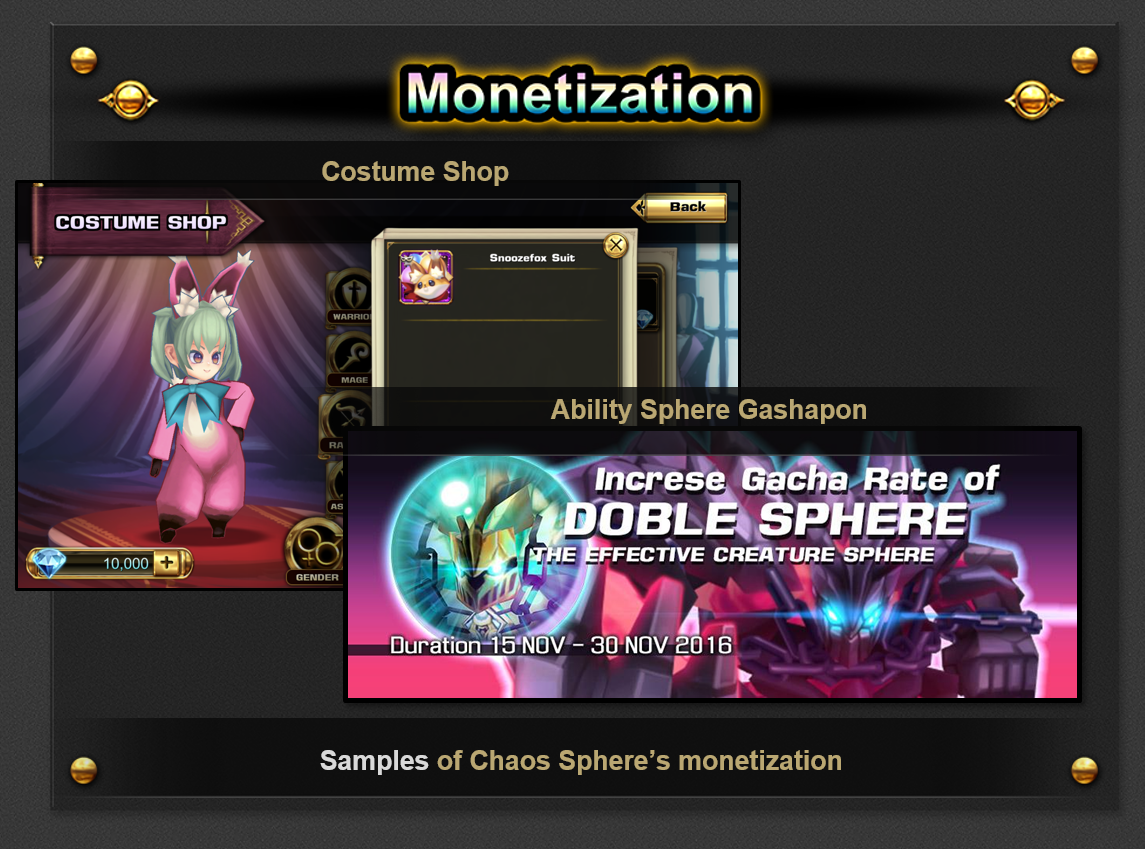 Monetization
Costume Shop
COSTUME SHOP
Back
Snoozefox Suit
WARRIO
MAGE
RA
AS
10,000
GENDER
Ability Sphere Gashapon
Increse Gacha Rate of
DOBLE SPHERE
THE EFFECTIVE CREATURE SPHERE
Duration 15 NOV - 30 NOV 2016
Samples of Chaos Sphere’s monetization